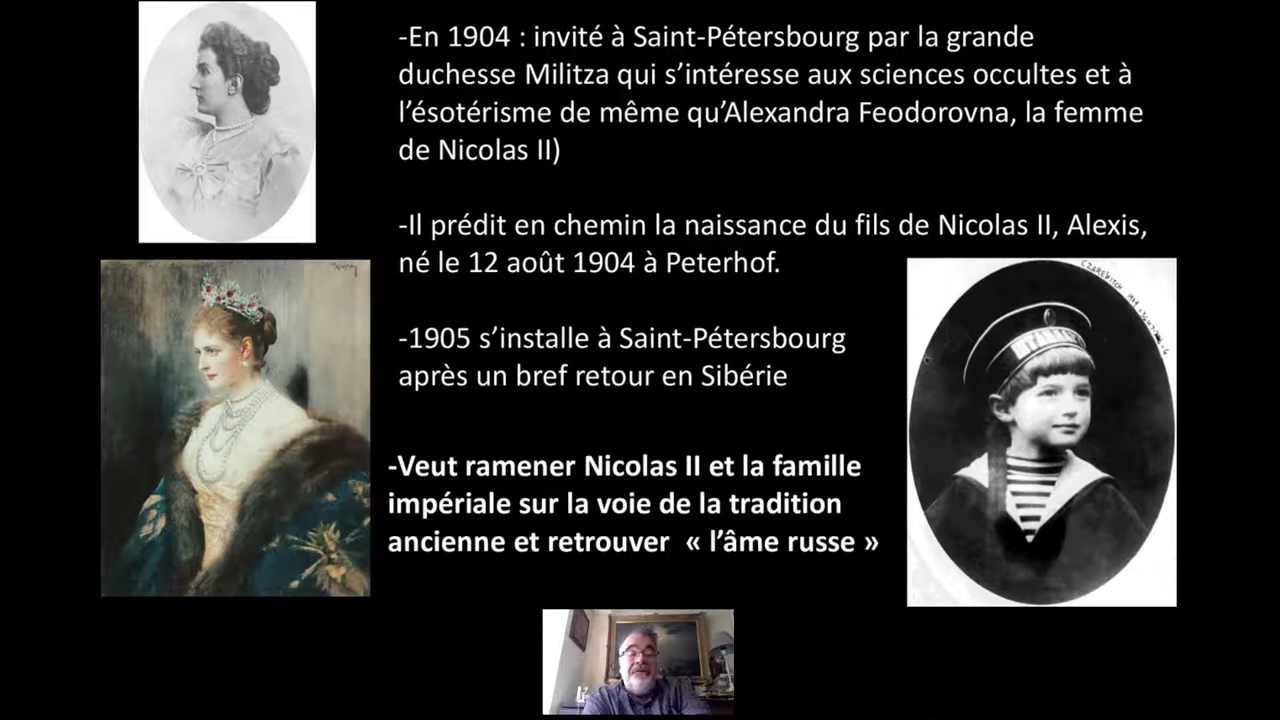 -En 1904 : invité à Saint-Pétersbourg par la grande
duchesse Militza qui s’intéresse aux sciences occultes et à
l’ésotérisme de même qu’Alexandra Feodorovna, la femme
de Nicolas II)
-Il prédit en chemin la naissance du fils de Nicolas II, Alexis,
né le 12 août 1904 à Peterhof.
-1905 s’installe à Saint-Pétersbourg
après un bref retour en Sibérie
-Veut ramener Nicolas II et la famille
impériale sur la voie de la tradition
ancienne et retrouver « l’âme russe »
CZAREWITCH